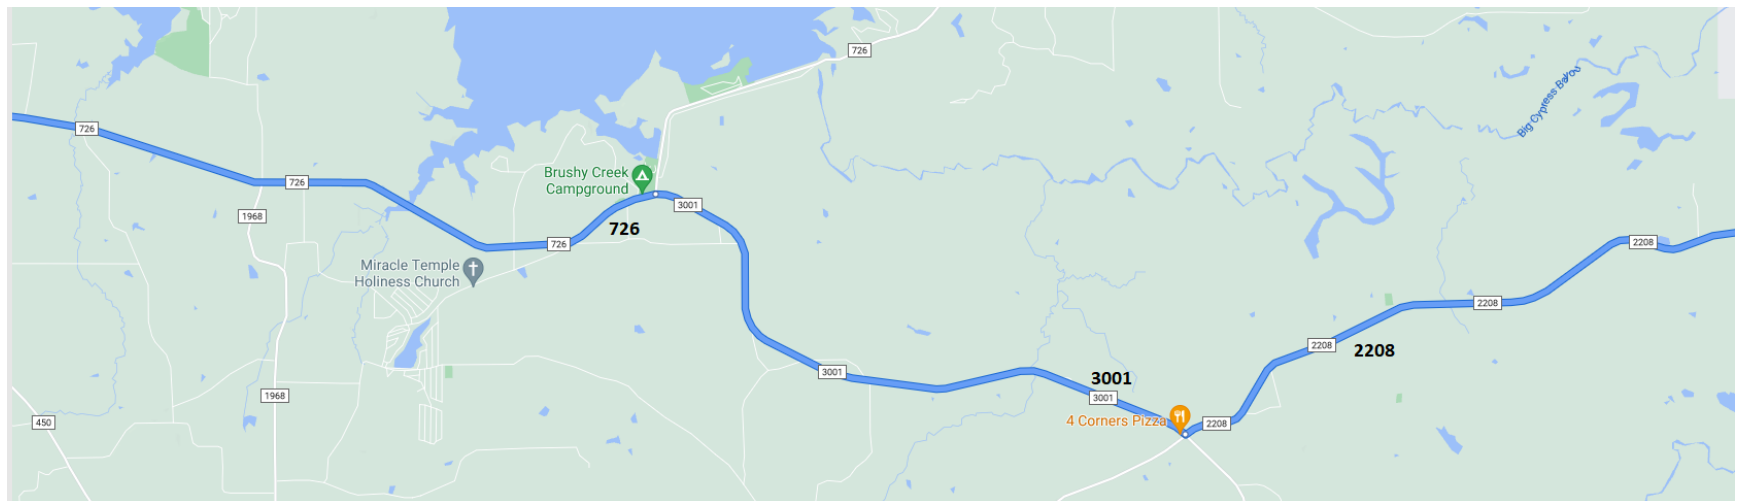 726
726
Big Cypress Bayou
Brushy Creek
Campground
726
3001
1968
726
726
2208
Miracle Temple
Holiness Church
2208
2208
2208
3001
3001
3001
1968
450
4 Corners Pizza
2208